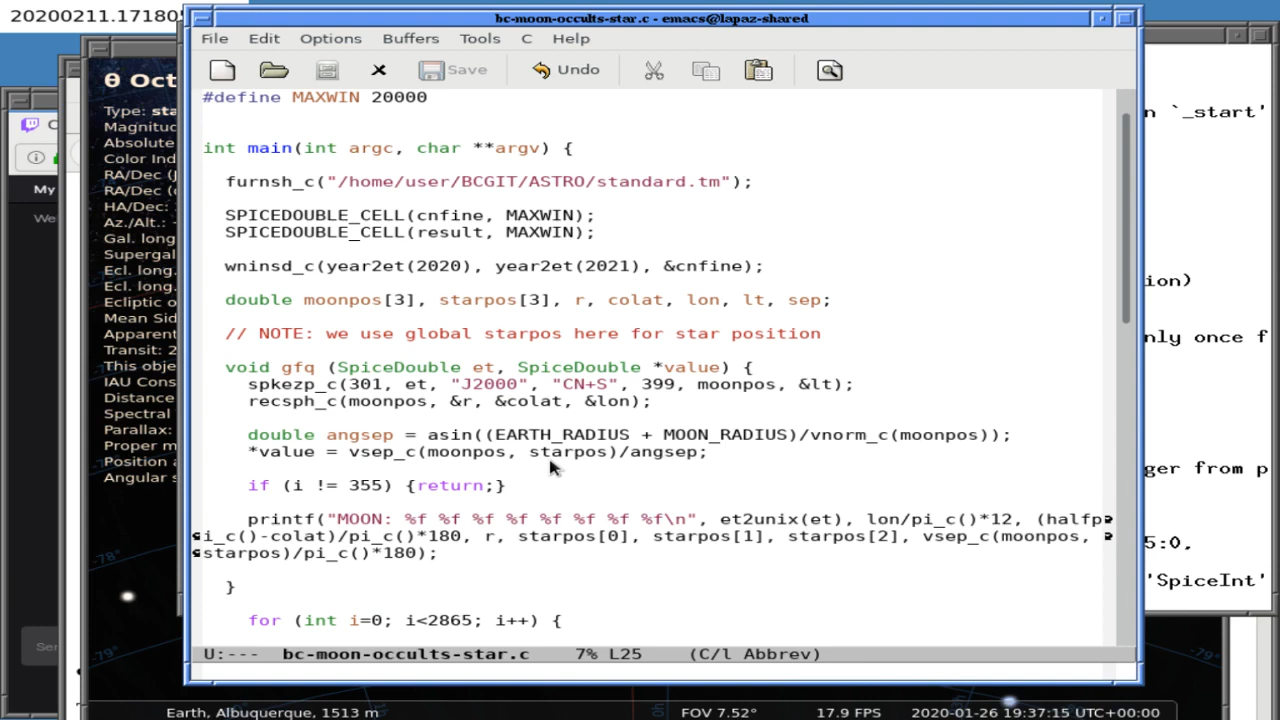 20200211.17180
bc-moon-occults-star.c - emacs@lapaz-shared
File Edit Options Buffers Tools C Help
Save Undo
#define MAXWIN 20000
int main(int argc, char **argv) {
furnsh_c("/home/user/BCGIT/ASTRO/standard.tm");
SPICEDOUBLE_CELL(cnfine, MAXWIN);
SPICEDOUBLE_CELL(result, MAXWIN);
wninsd_c(year2et(2020), year2et(2021), &cnfine);
double moonpos[3], starpos[3], r, colat, lon, lt, sep;
// NOTE: we use global starpos here for star position
void gfq (SpiceDouble et, SpiceDouble *value) {
spkezp_c(301, et, "J2000", "CN+S", 399, moonpos, &lt);
recsph_c(moonpos, &r, &colat, &lon);
double angsep = asin((EARTH_RADIUS + MOON_RADIUS)/vnorm_c(moonpos));
*value = vsep_c(moonpos, starpos)/angsep;
if (i != 355) {return;}
printf("MOON: %f %f %f %f %f %f %f %f\n", et2unix(et), lon/pi_c()*12, (halfp
i_c()-colat)/pi_c()*180, r, starpos[0], starpos[1], starpos[2], vsep_c(moonpos,
starpos)/pi_c()*180);
}
for (int i=0; i<2865; i++) {
U:--- bc-moon-occults-star.c 7% L25 (C/l Abbrev)
θ Oct
Type: sta
Magnitud
Absolute
Color Ind
RA/Dec (J
RA/Dec (
HA/Dec:
Az./Alt.: -
Gal. long
Supergal
Ecl. long.
Ecl. long.
Ecliptic o
Mean Sid
Apparent
Transit: 2
This obje
IAU Cons
Distance
Spectral
Parallax:
Proper m
Position a
Angular s
-78°
-79°
My
We
Ser
n `_start'
ion)
nly once f
ger from p
5:0,
'SpiceInt'
Earth, Albuquerque, 1513 m FOV 7.52° 17.9 FPS 2020-01-26 19:37:15 UTC+00:00